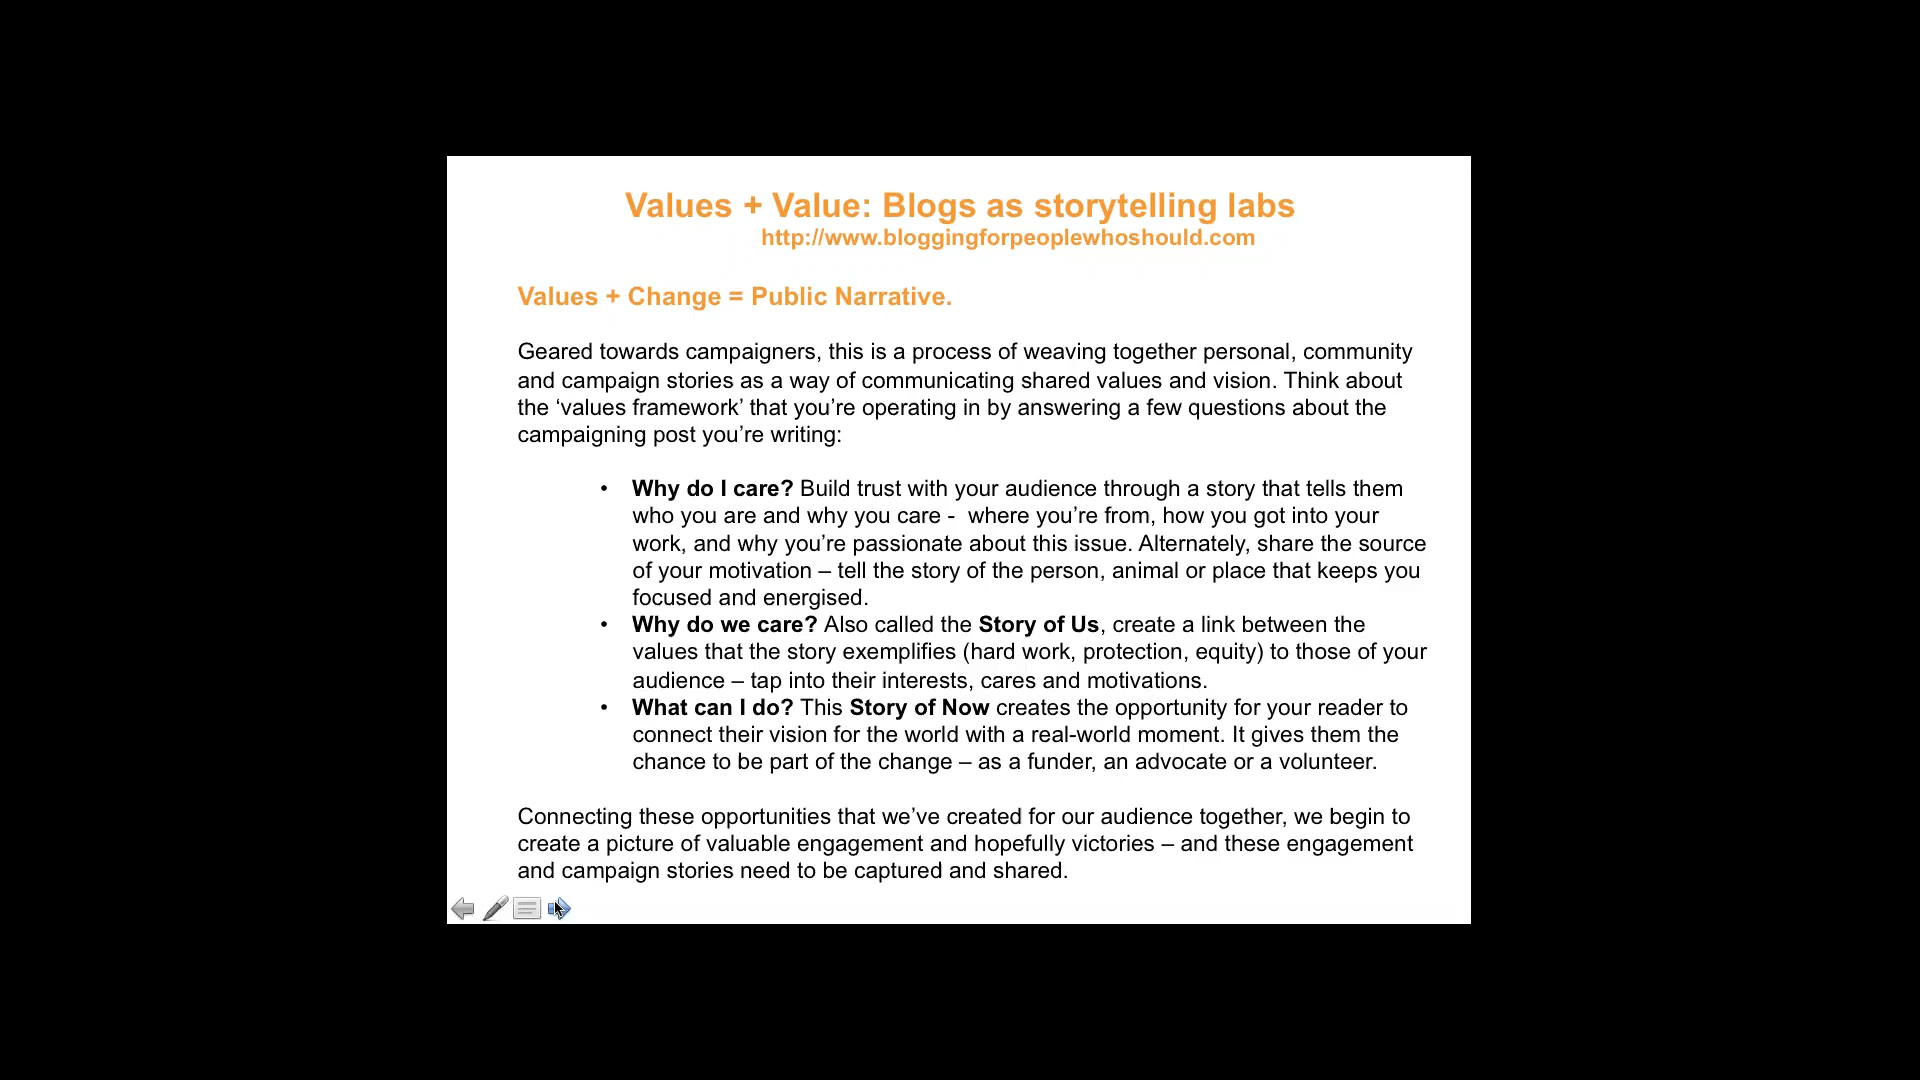 Values + Value: Blogs as storytelling labs
http://www.bloggingforpeoplewhoshould.com
Values + Change = Public Narrative.
Geared towards campaigners, this is a process of weaving together personal, community
and campaign stories as a way of communicating shared values and vision. Think about
the ‘values framework’ that you’re operating in by answering a few questions about the
campaigning post you’re writing:
• Why do I care? Build trust with your audience through a story that tells them
who you are and why you care -  where you’re from, how you got into your
work, and why you’re passionate about this issue. Alternately, share the source
of your motivation – tell the story of the person, animal or place that keeps you
focused and energised.
• Why do we care? Also called the Story of Us, create a link between the
values that the story exemplifies (hard work, protection, equity) to those of your
audience – tap into their interests, cares and motivations.
• What can I do? This Story of Now creates the opportunity for your reader to
connect their vision for the world with a real-world moment. It gives them the
chance to be part of the change – as a funder, an advocate or a volunteer.
Connecting these opportunities that we’ve created for our audience together, we begin to
create a picture of valuable engagement and hopefully victories – and these engagement
and campaign stories need to be captured and shared.